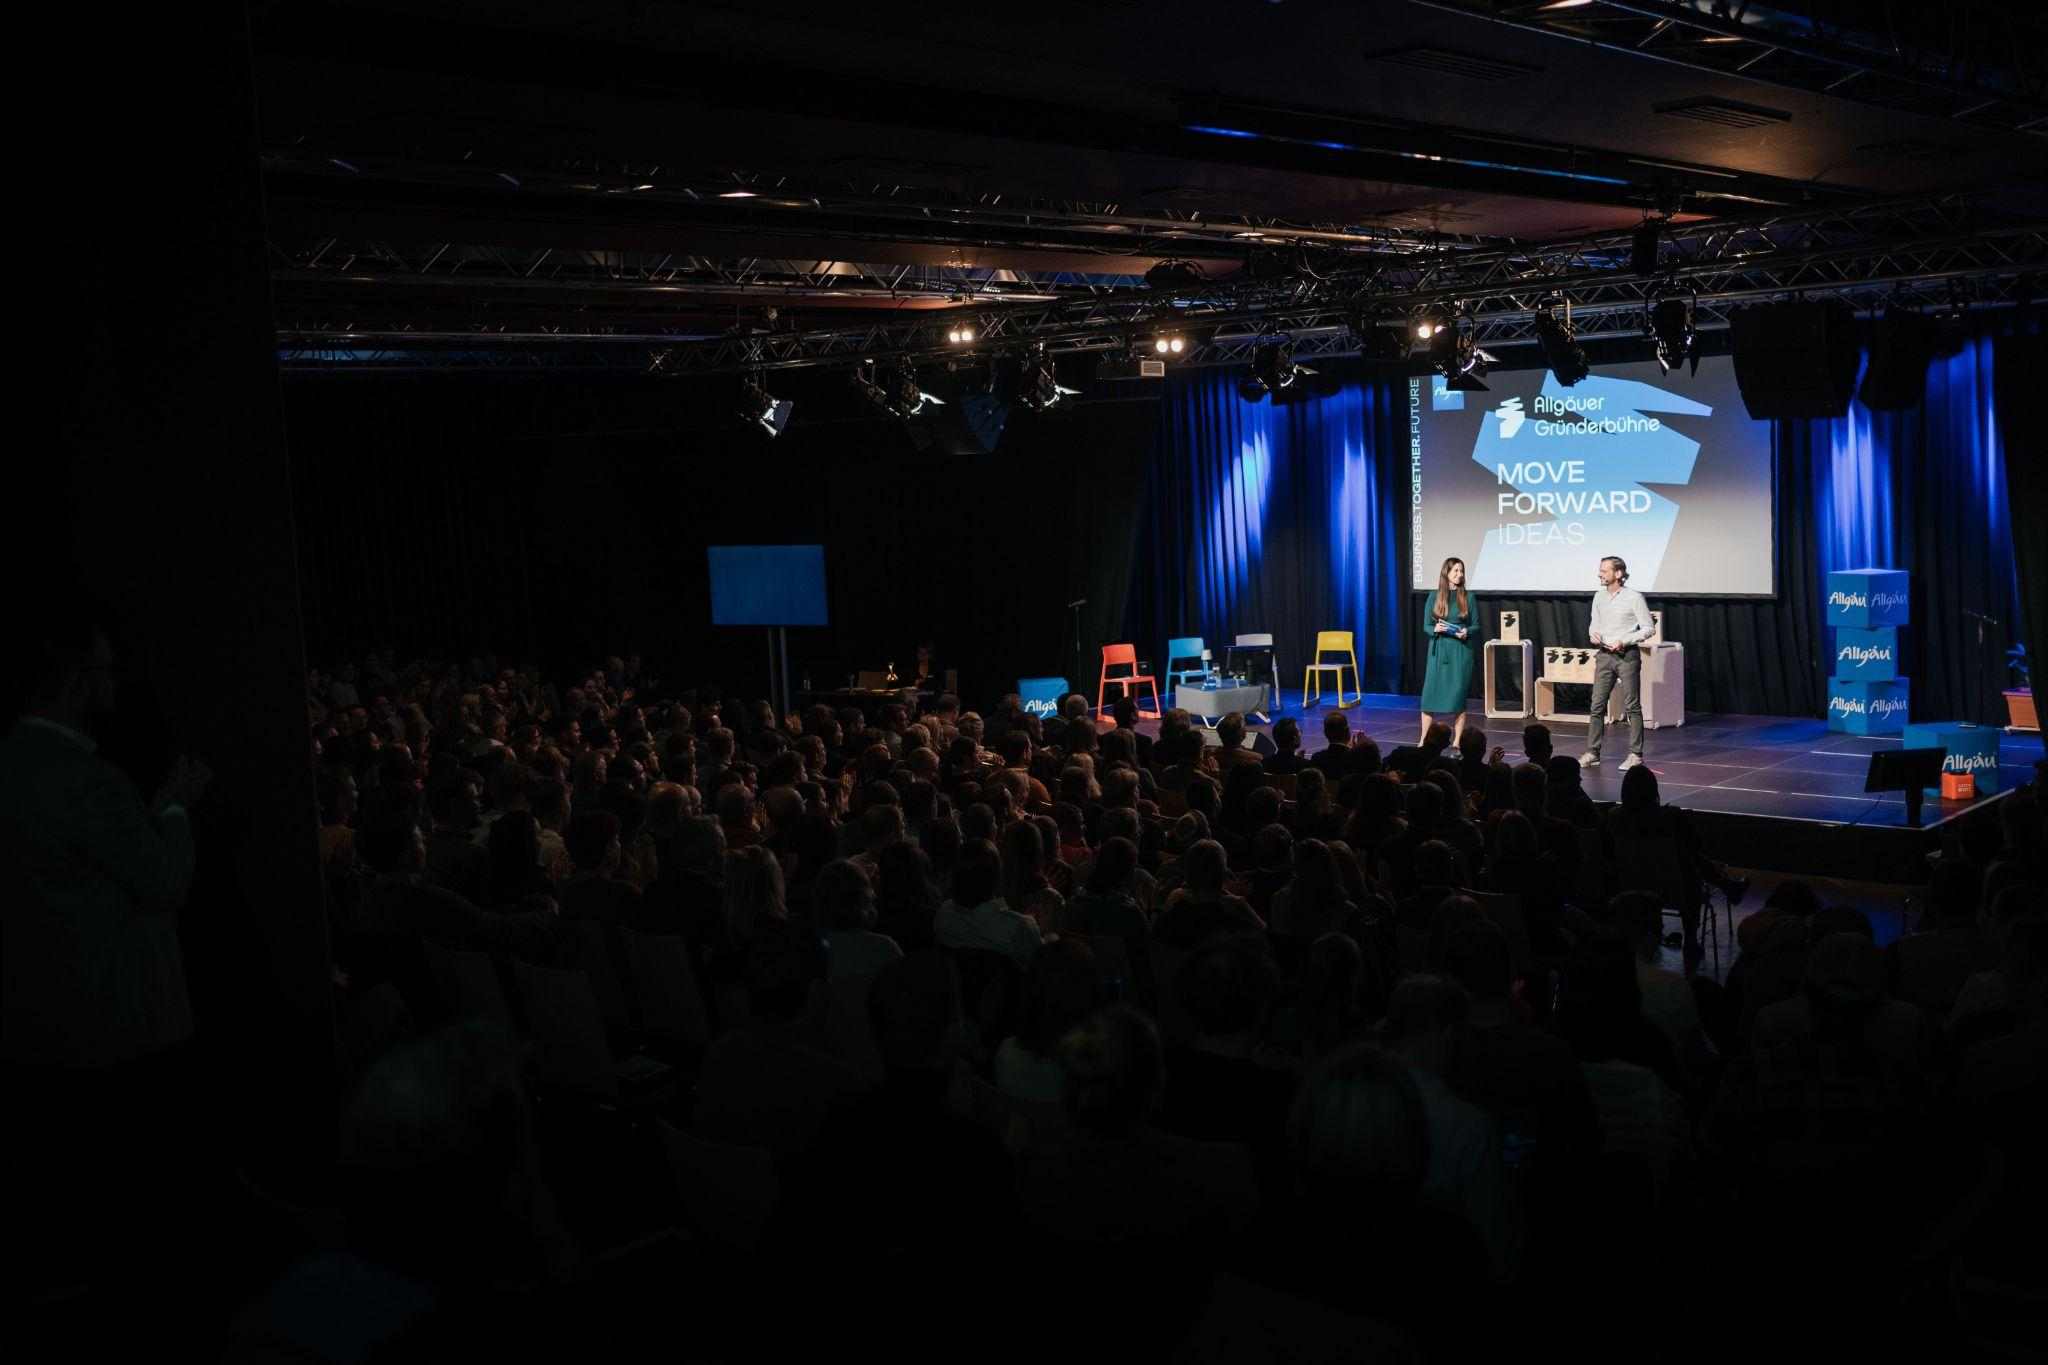 Allgäu
BUSINESS.TOGETHER.FUTURE
Allgäuer
Gründerbühne
MOVE
FORWARD
IDEAS
Allgäu
Allgäu
Allgäu
Allgäu
Allgäu
Allgäu
Allgäu